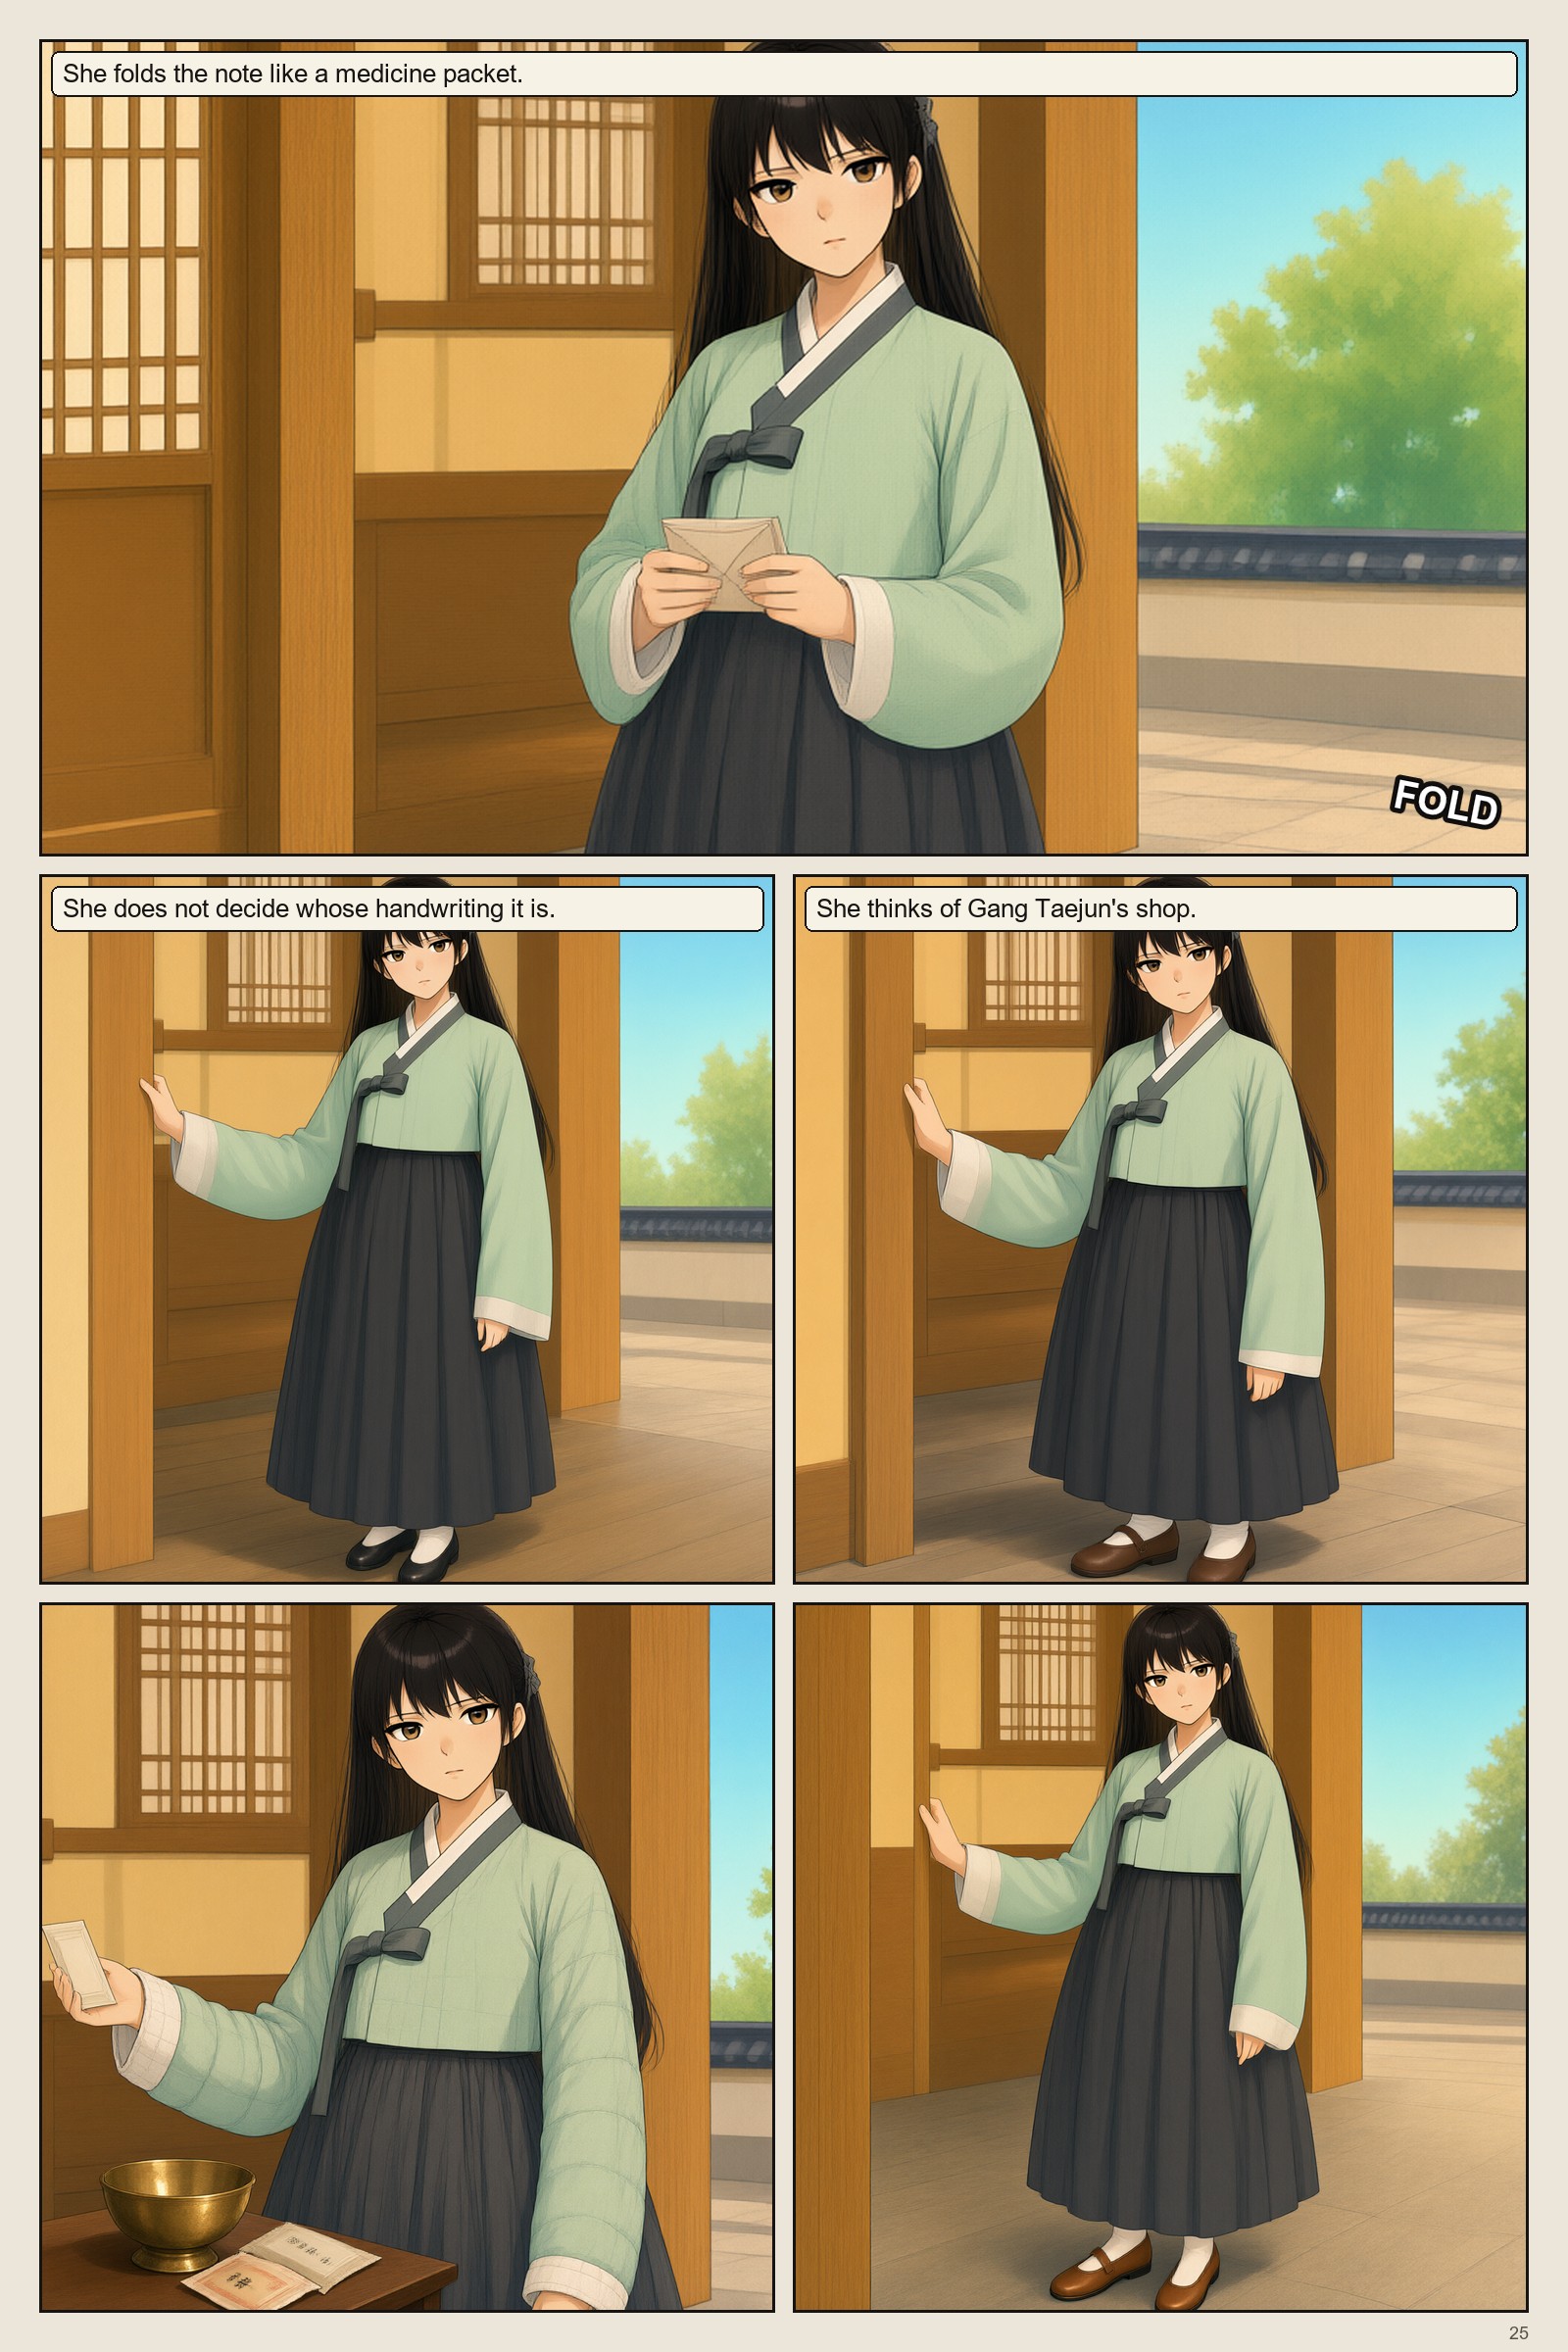 She folds the note like a medicine packet.
FOLD
She does not decide whose handwriting it is.
She thinks of Gang Taejun's shop.
25